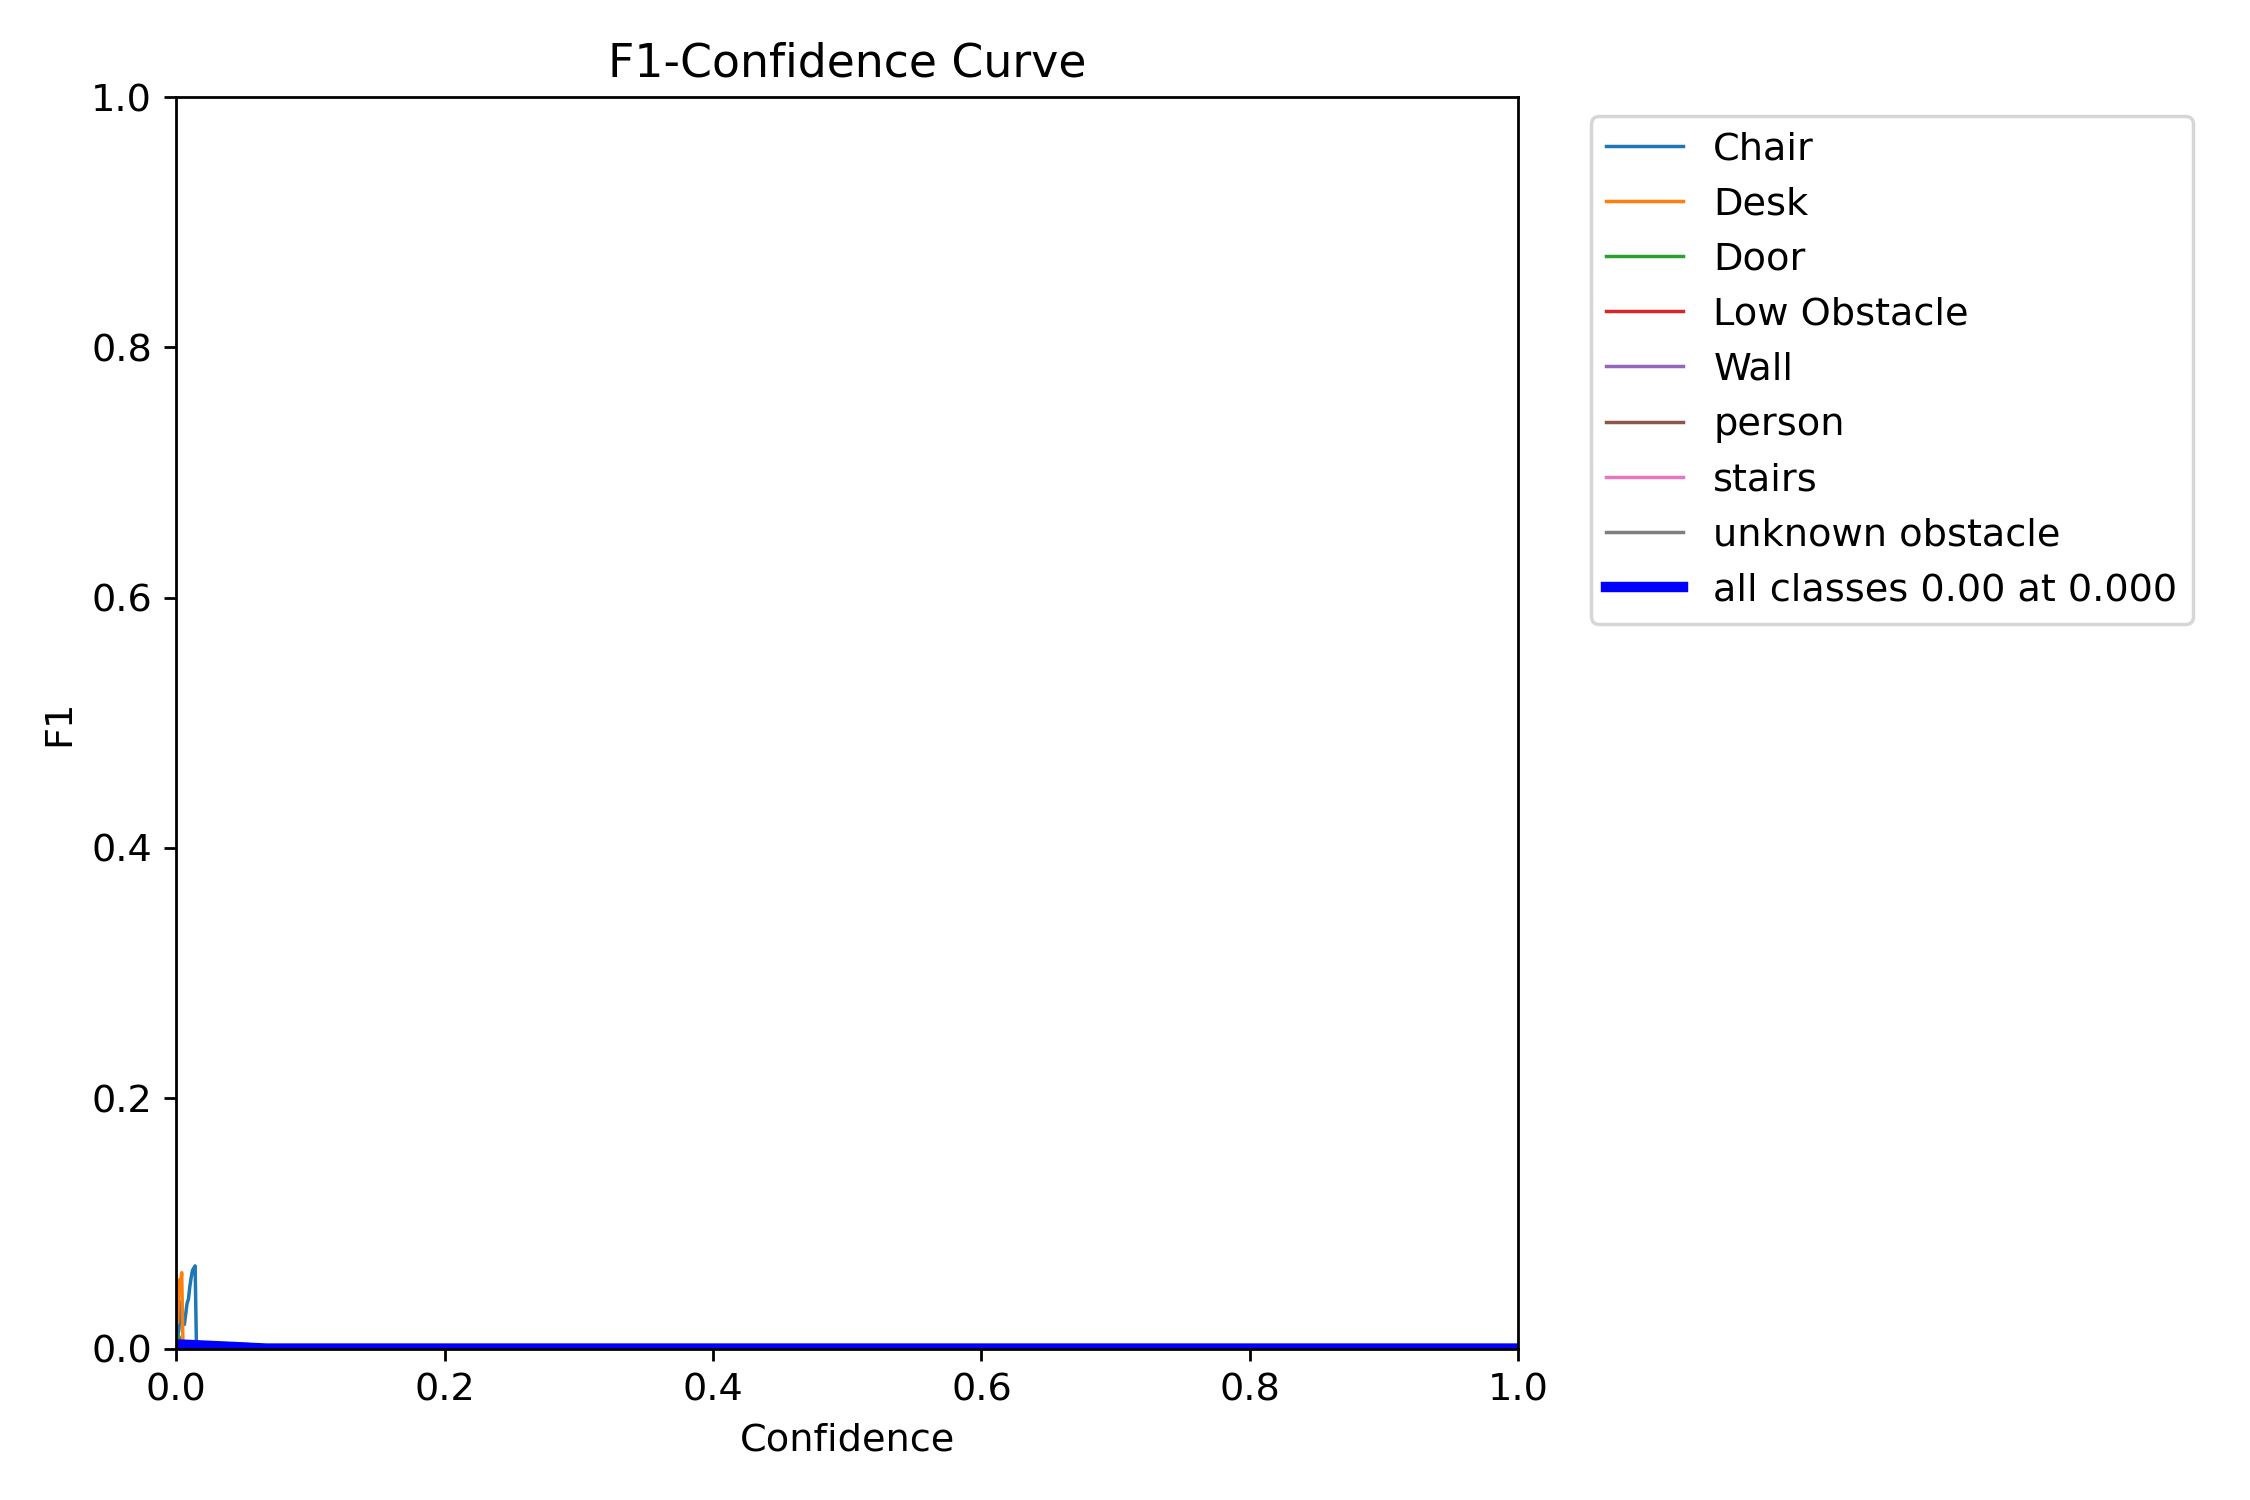 F1-Confidence Curve
1.0
0.8
0.6
0.4
0.2
0.0
F1
0.0 0.2 0.4 0.6 0.8 1.0
Confidence
Chair
Desk
Door
Low Obstacle
Wall
person
stairs
unknown obstacle
all classes 0.00 at 0.000